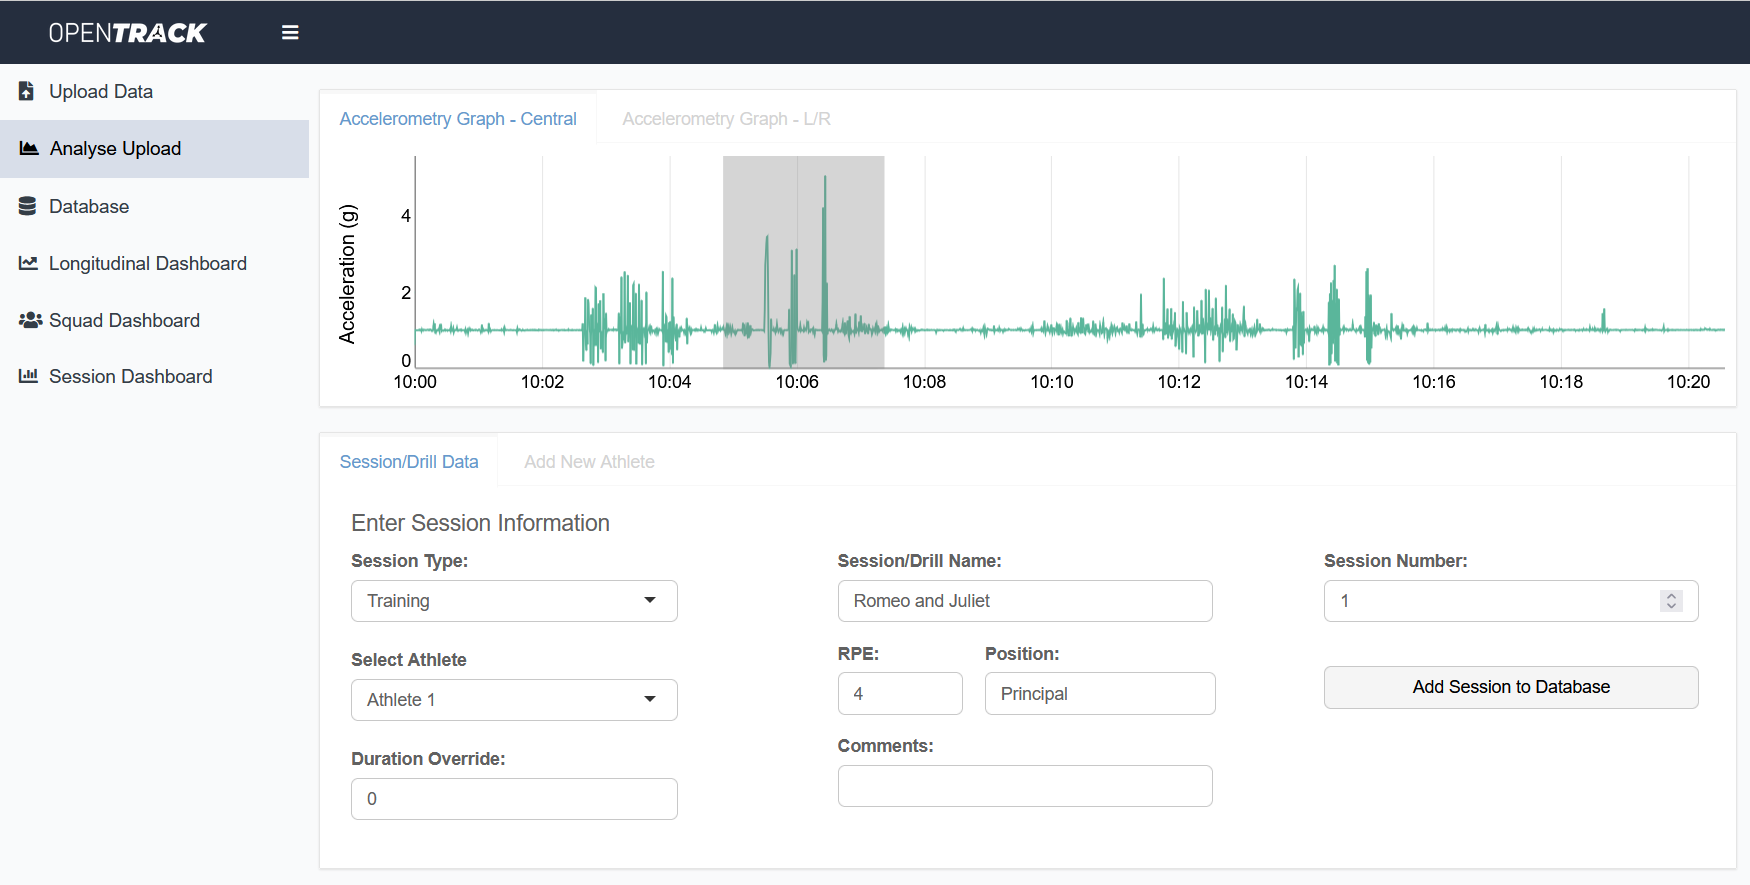 OPENTRACK
Upload Data
Analyse Upload
Database
Longitudinal Dashboard
Squad Dashboard
Session Dashboard
Accelerometry Graph - Central
Accelerometry Graph - L/R
Acceleration (g)
4
2
0
10:00 10:02 10:04 10:06 10:08 10:10 10:12 10:14 10:16 10:18 10:20
Session/Drill Data
Add New Athlete
Enter Session Information
Session Type:
Training
Select Athlete
Athlete 1
Duration Override:
0
Session/Drill Name:
Romeo and Juliet
RPE:
4
Position:
Principal
Comments:
Session Number:
1
Add Session to Database